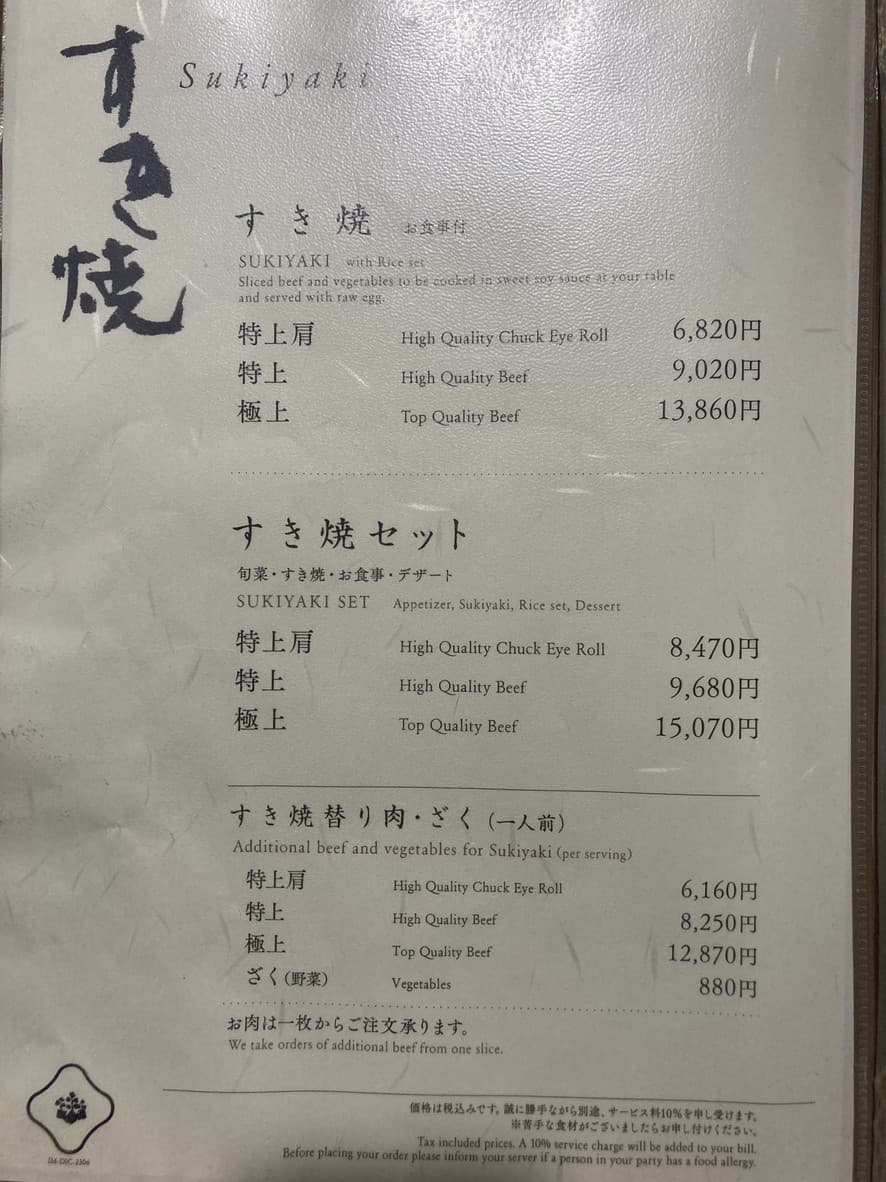 すき焼
Sukiyaki
すき焼 お食事付
SUKIYAKI with Rice set
Sliced beef and vegetables to be cooked in sweet soy sauce at your table
and served with raw egg.
特上肩 High Quality Chuck Eye Roll 6,820円
特上 High Quality Beef 9,020円
極上 Top Quality Beef 13,860円
すき焼セット
旬菜・すき焼・お食事・デザート
SUKIYAKI SET Appetizer, Sukiyaki, Rice set, Dessert
特上肩 High Quality Chuck Eye Roll 8,470円
特上 High Quality Beef 9,680円
極上 Top Quality Beef 15,070円
すき焼替り肉・ざく(一人前)
Additional beef and vegetables for Sukiyaki (per serving)
特上肩 High Quality Chuck Eye Roll 6,160円
特上 High Quality Beef 8,250円
極上 Top Quality Beef 12,870円
ざく(野菜) Vegetables 880円
お肉は一枚からご注文承ります。
We take orders of additional beef from one slice.
価格は税込みです。誠に勝手ながら別途、サービス料10%を申し受けます。
※苦手な食材がございましたらお申し付けください。
Tax included prices. A 10% service charge will be added to your bill.
Before placing your order please inform your server if a person in your party has a food allergy.